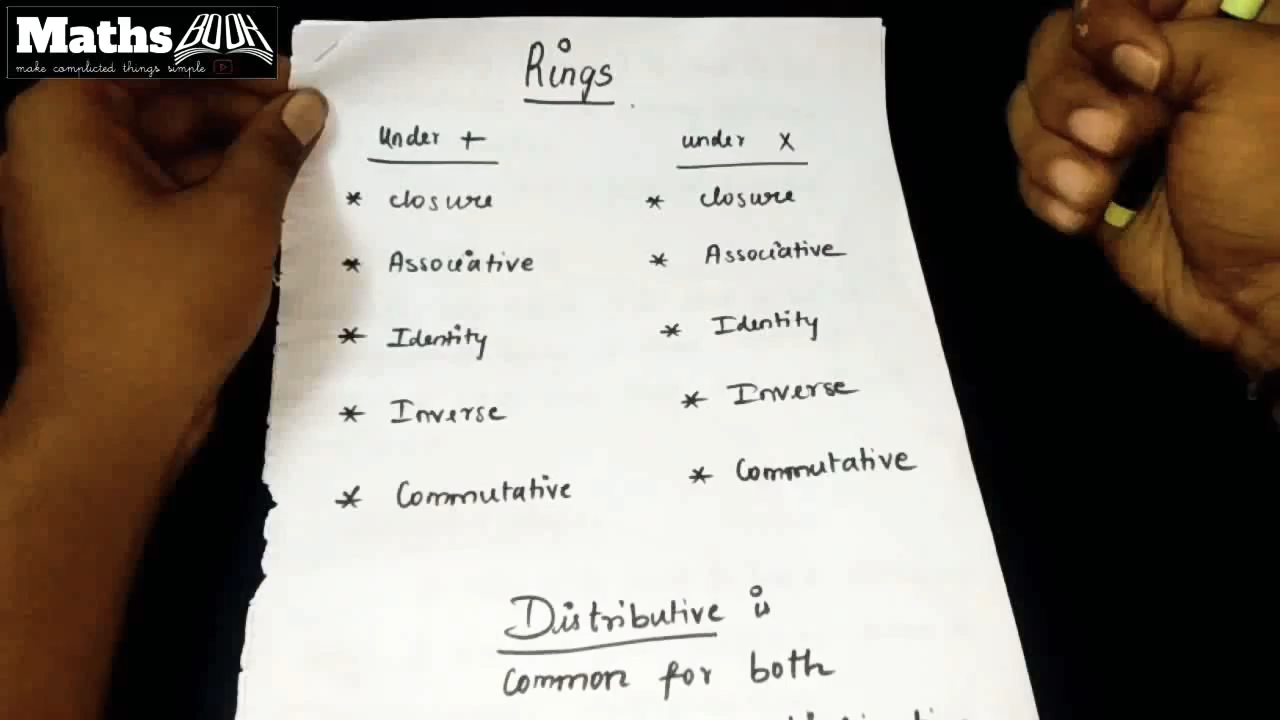 Maths BOOK
make complicted things simple
Rings
Under + under X
* closure * closure
* Associative * Associative
* Identity * Identity
* Inverse * Inverse
* Commutative * Commutative
Distributive is
common for both